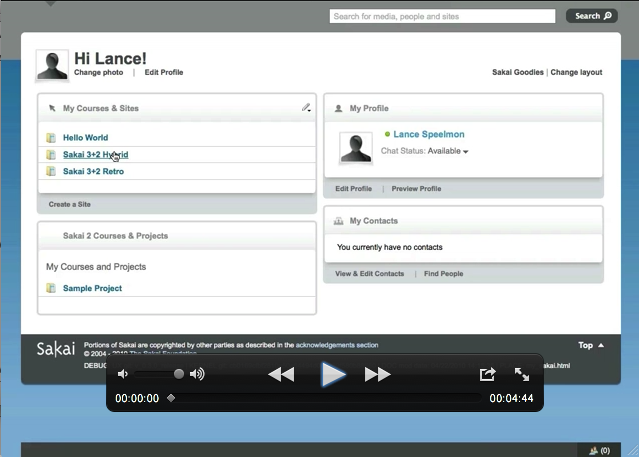 Search for media, people and sites
Search
Hi Lance!
Change photo | Edit Profile
Sakai Goodies | Change layout
My Courses & Sites
Hello World
Sakai 3+2 Hybrid
Sakai 3+2 Retro
Create a Site
Sakai 2 Courses & Projects
My Courses and Projects
Sample Project
My Profile
Lance Speelmon
Chat Status: Available
Edit Profile | Preview Profile
My Contacts
You currently have no contacts
View & Edit Contacts | Find People
Sakai
Portions of Sakai are copyrighted by other parties as described in the acknowledgements section
© 2004 - 2010 The Sakai Foundation
Top
DEBUG
akai.html
00:00:00
00:04:44
(0)